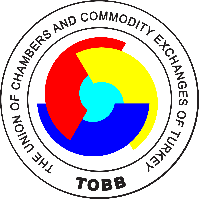 THE UNION OF CHAMBERS AND COMMODITY EXCHANGES OF TURKEY
TOBB